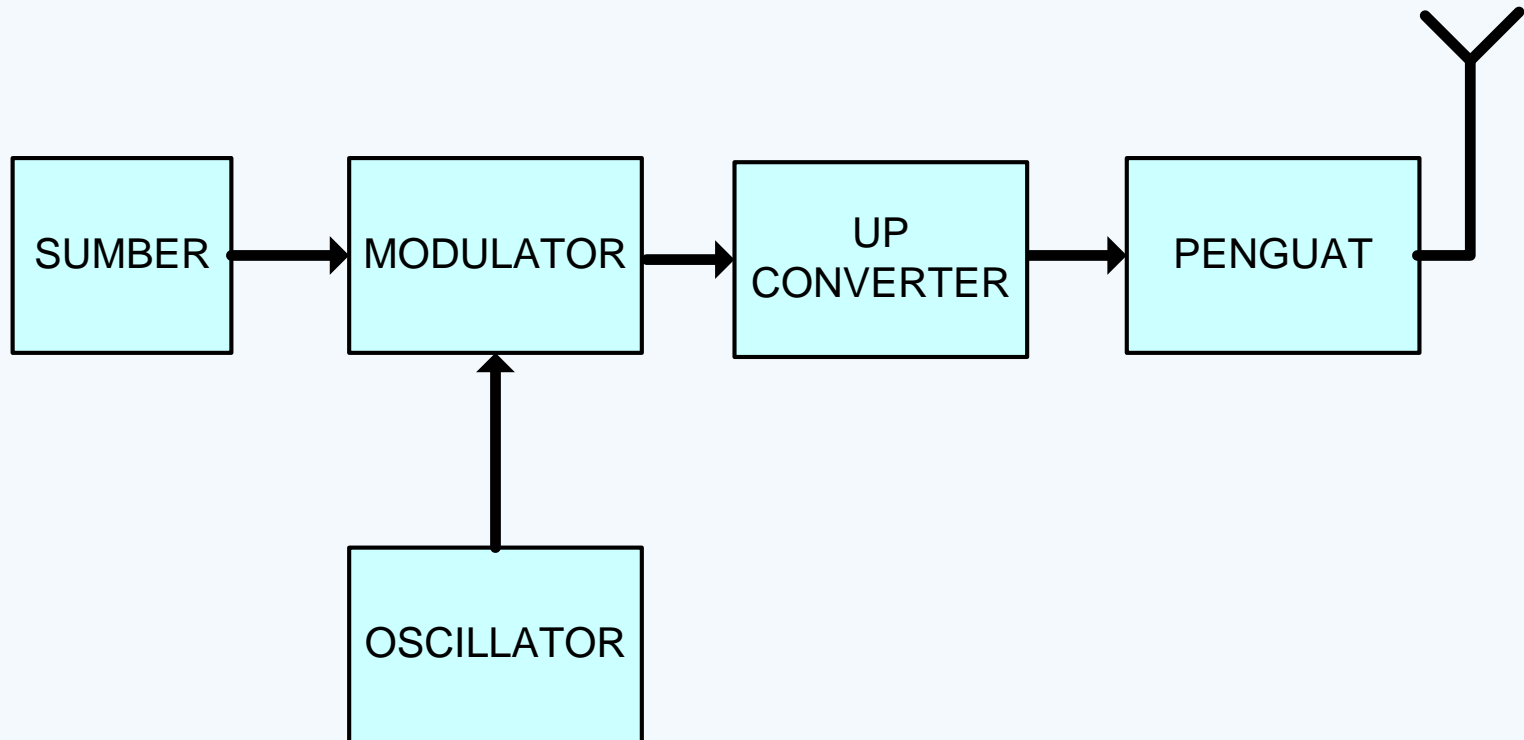 SUMBER
MODULATOR
UP
CONVERTER
PENGUAT
OSCILLATOR